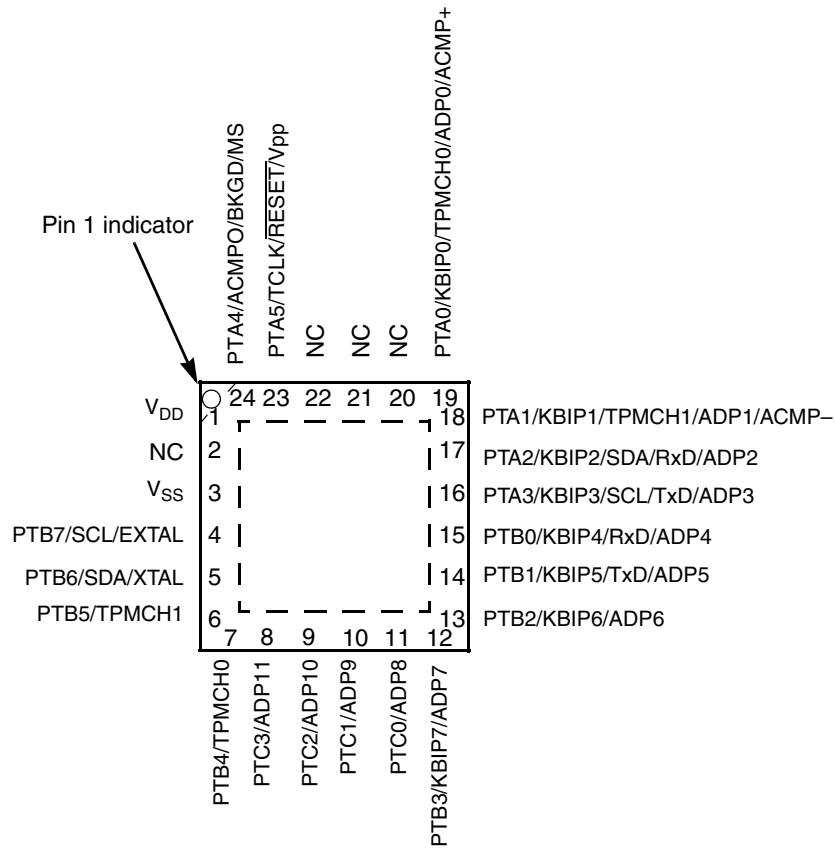 PTA4/ACMPO/BKGD/MS
PTA5/TCLK/RESET/Vpp
NC
NC
NC
PTA0/KBIP0/TPMCH0/ADP0/ACMP+
Pin 1 indicator
24 23 22 21 20 19
VDD 1
NC 2
VSS 3
PTB7/SCL/EXTAL 4
PTB6/SDA/XTAL 5
PTB5/TPMCH1 6
18 PTA1/KBIP1/TPMCH1/ADP1/ACMP–
17 PTA2/KBIP2/SDA/RxD/ADP2
16 PTA3/KBIP3/SCL/TxD/ADP3
15 PTB0/KBIP4/RxD/ADP4
14 PTB1/KBIP5/TxD/ADP5
13 PTB2/KBIP6/ADP6
7 8 9 10 11 12
PTB4/TPMCH0
PTC3/ADP11
PTC2/ADP10
PTC1/ADP9
PTC0/ADP8
PTB3/KBIP7/ADP7